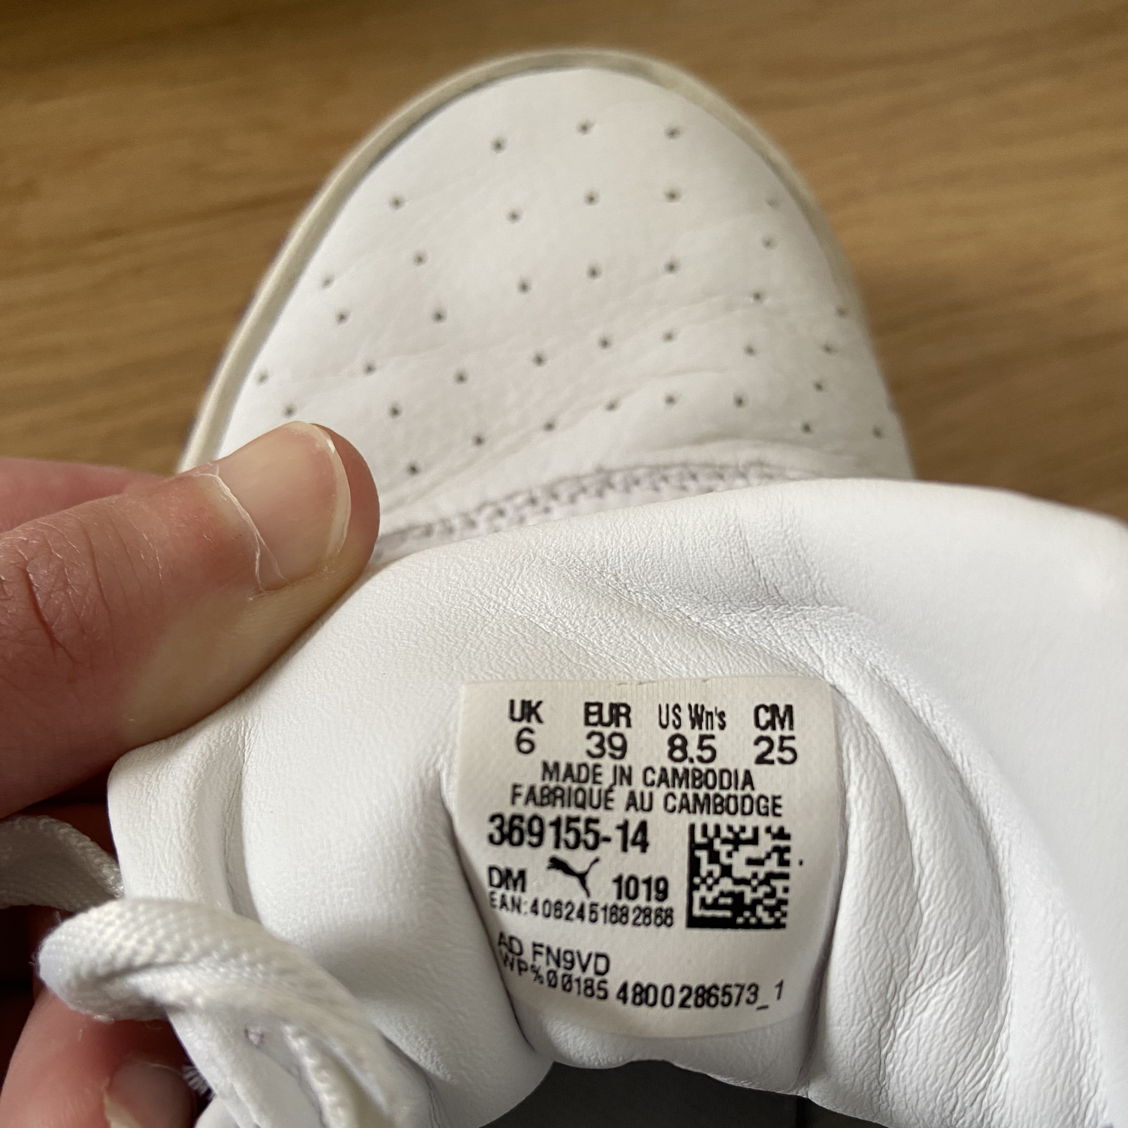 UK EUR US Wn's CM
6 39 8.5 25
MADE IN CAMBODIA
FABRIQUÉ AU CAMBODGE
369155-14
DM 1019
EAN:4062451682868
AD FN9VD
WP%00185 4800286573_1